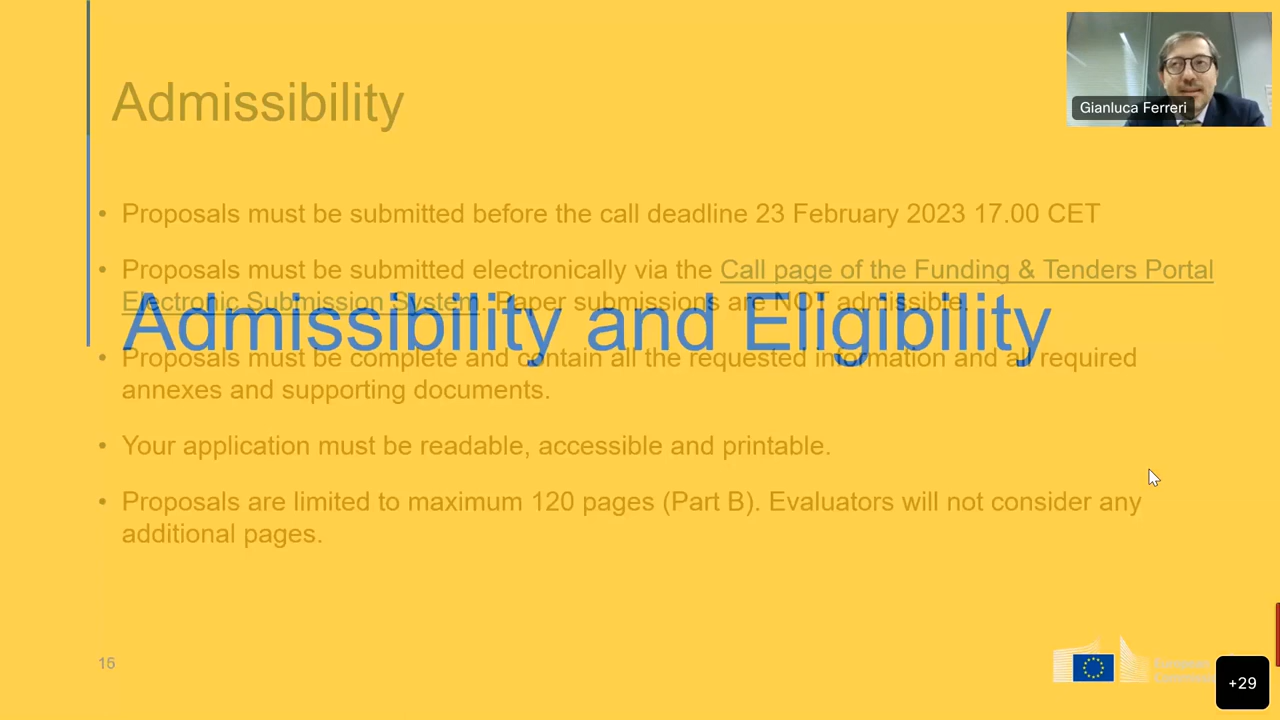 Admissibility
Gianluca Ferreri
• Proposals must be submitted before the call deadline 23 February 2023 17.00 CET
• Proposals must be submitted electronically via the Call page of the Funding & Tenders Portal
Electronic Submission System. Paper submissions are NOT admissible.
Admissibility and Eligibility
• Proposals must be complete and contain all the requested information and all required
annexes and supporting documents.
• Your application must be readable, accessible and printable.
• Proposals are limited to maximum 120 pages (Part B). Evaluators will not consider any
additional pages.
16
+29